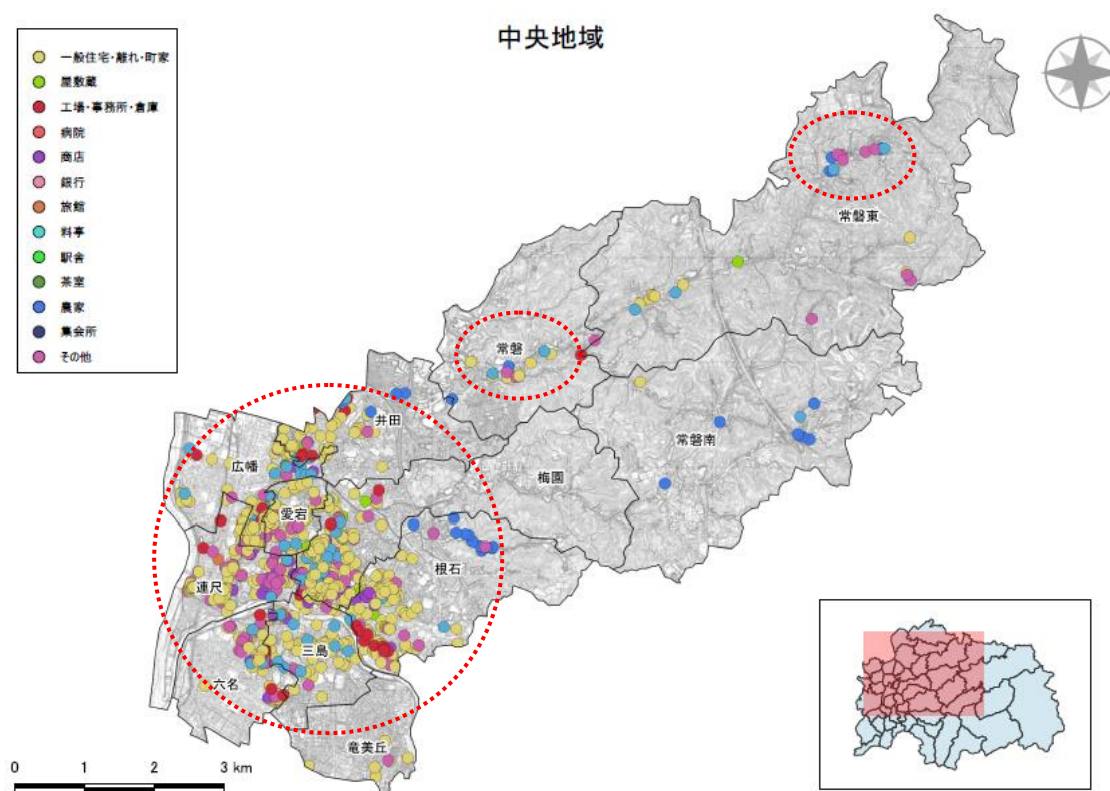 中央地域
一般住宅・離れ・町家
屋敷蔵
工場・事務所・倉庫
病院
商店
銀行
旅館
料亭
駅舎
茶室
農家
集会所
その他
常磐東
常磐
井田
常磐南
広幡
梅園
愛宕
根石
連尺
三島
六名
竜美丘
0 1 2 3 km